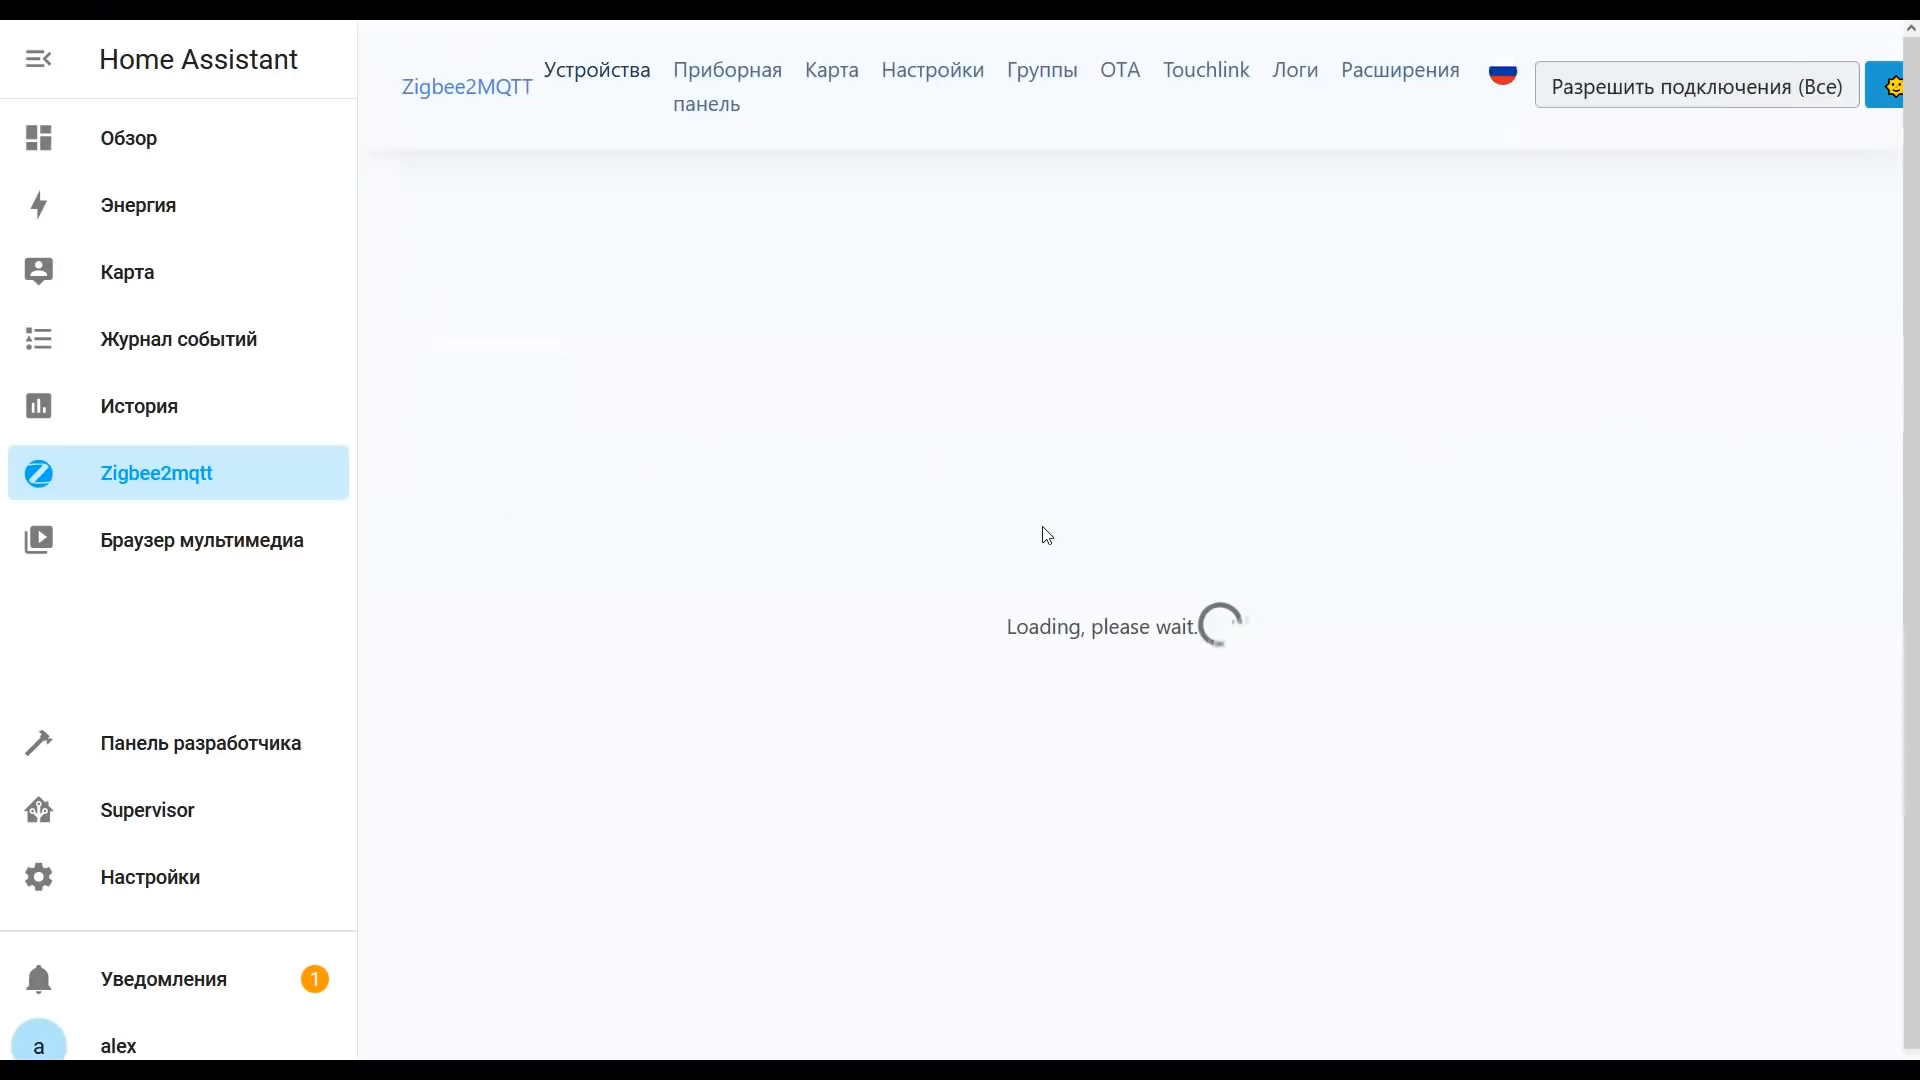 Home Assistant
Обзор
Энергия
Карта
Журнал событий
История
Zigbee2mqtt
Браузер мультимедиа
Панель разработчика
Supervisor
Настройки
Уведомления 1
a alex
Zigbee2MQTT
Устройства
Приборная
панель
Карта
Настройки
Группы
OTA
Touchlink
Логи
Расширения
Разрешить подключения (Все)
Loading, please wait.